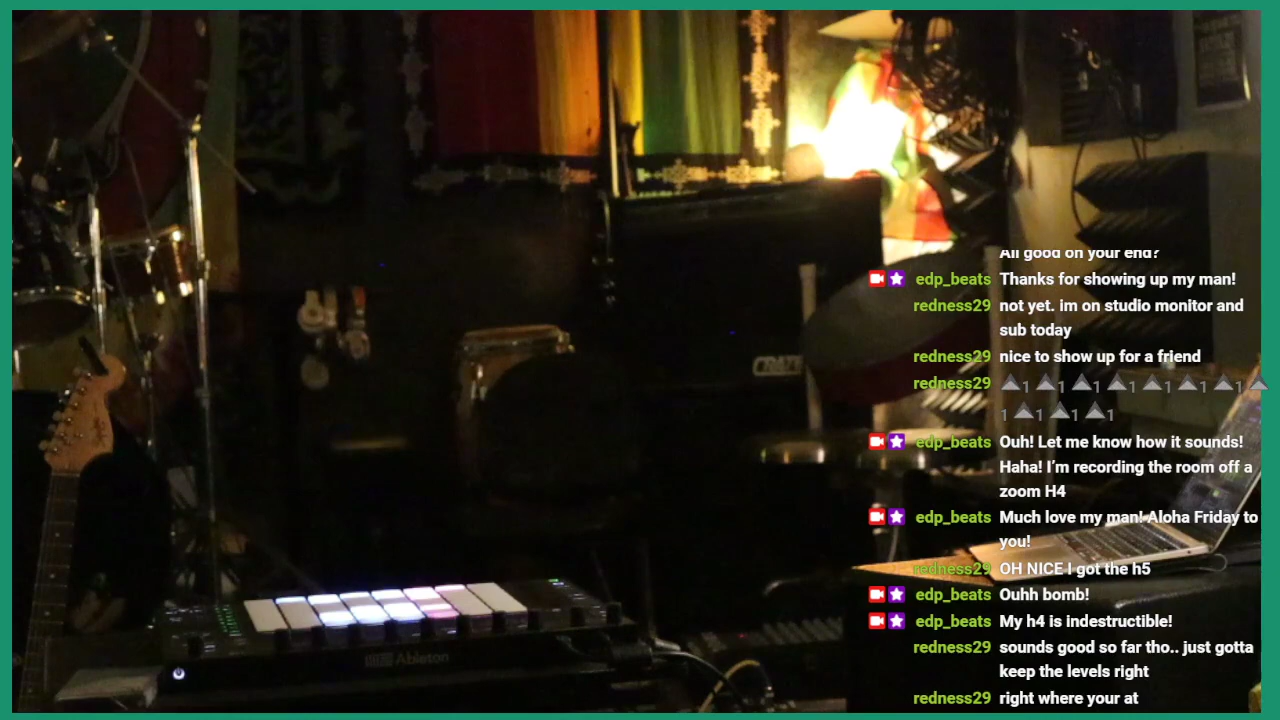 All good on your end?
edp_beats Thanks for showing up my man!
redness29 not yet. im on studio monitor and
sub today
redness29 nice to show up for a friend
redness29 1 1 1 1 1 1 1
1 1 1 1
edp_beats Ouh! Let me know how it sounds!
Haha! I'm recording the room off a
zoom H4
edp_beats Much love my man! Aloha Friday to
you!
redness29 OH NICE I got the h5
edp_beats Ouhh bomb!
edp_beats My h4 is indestructible!
redness29 sounds good so far tho.. just gotta
keep the levels right
redness29 right where your at
CRATE
Ableton